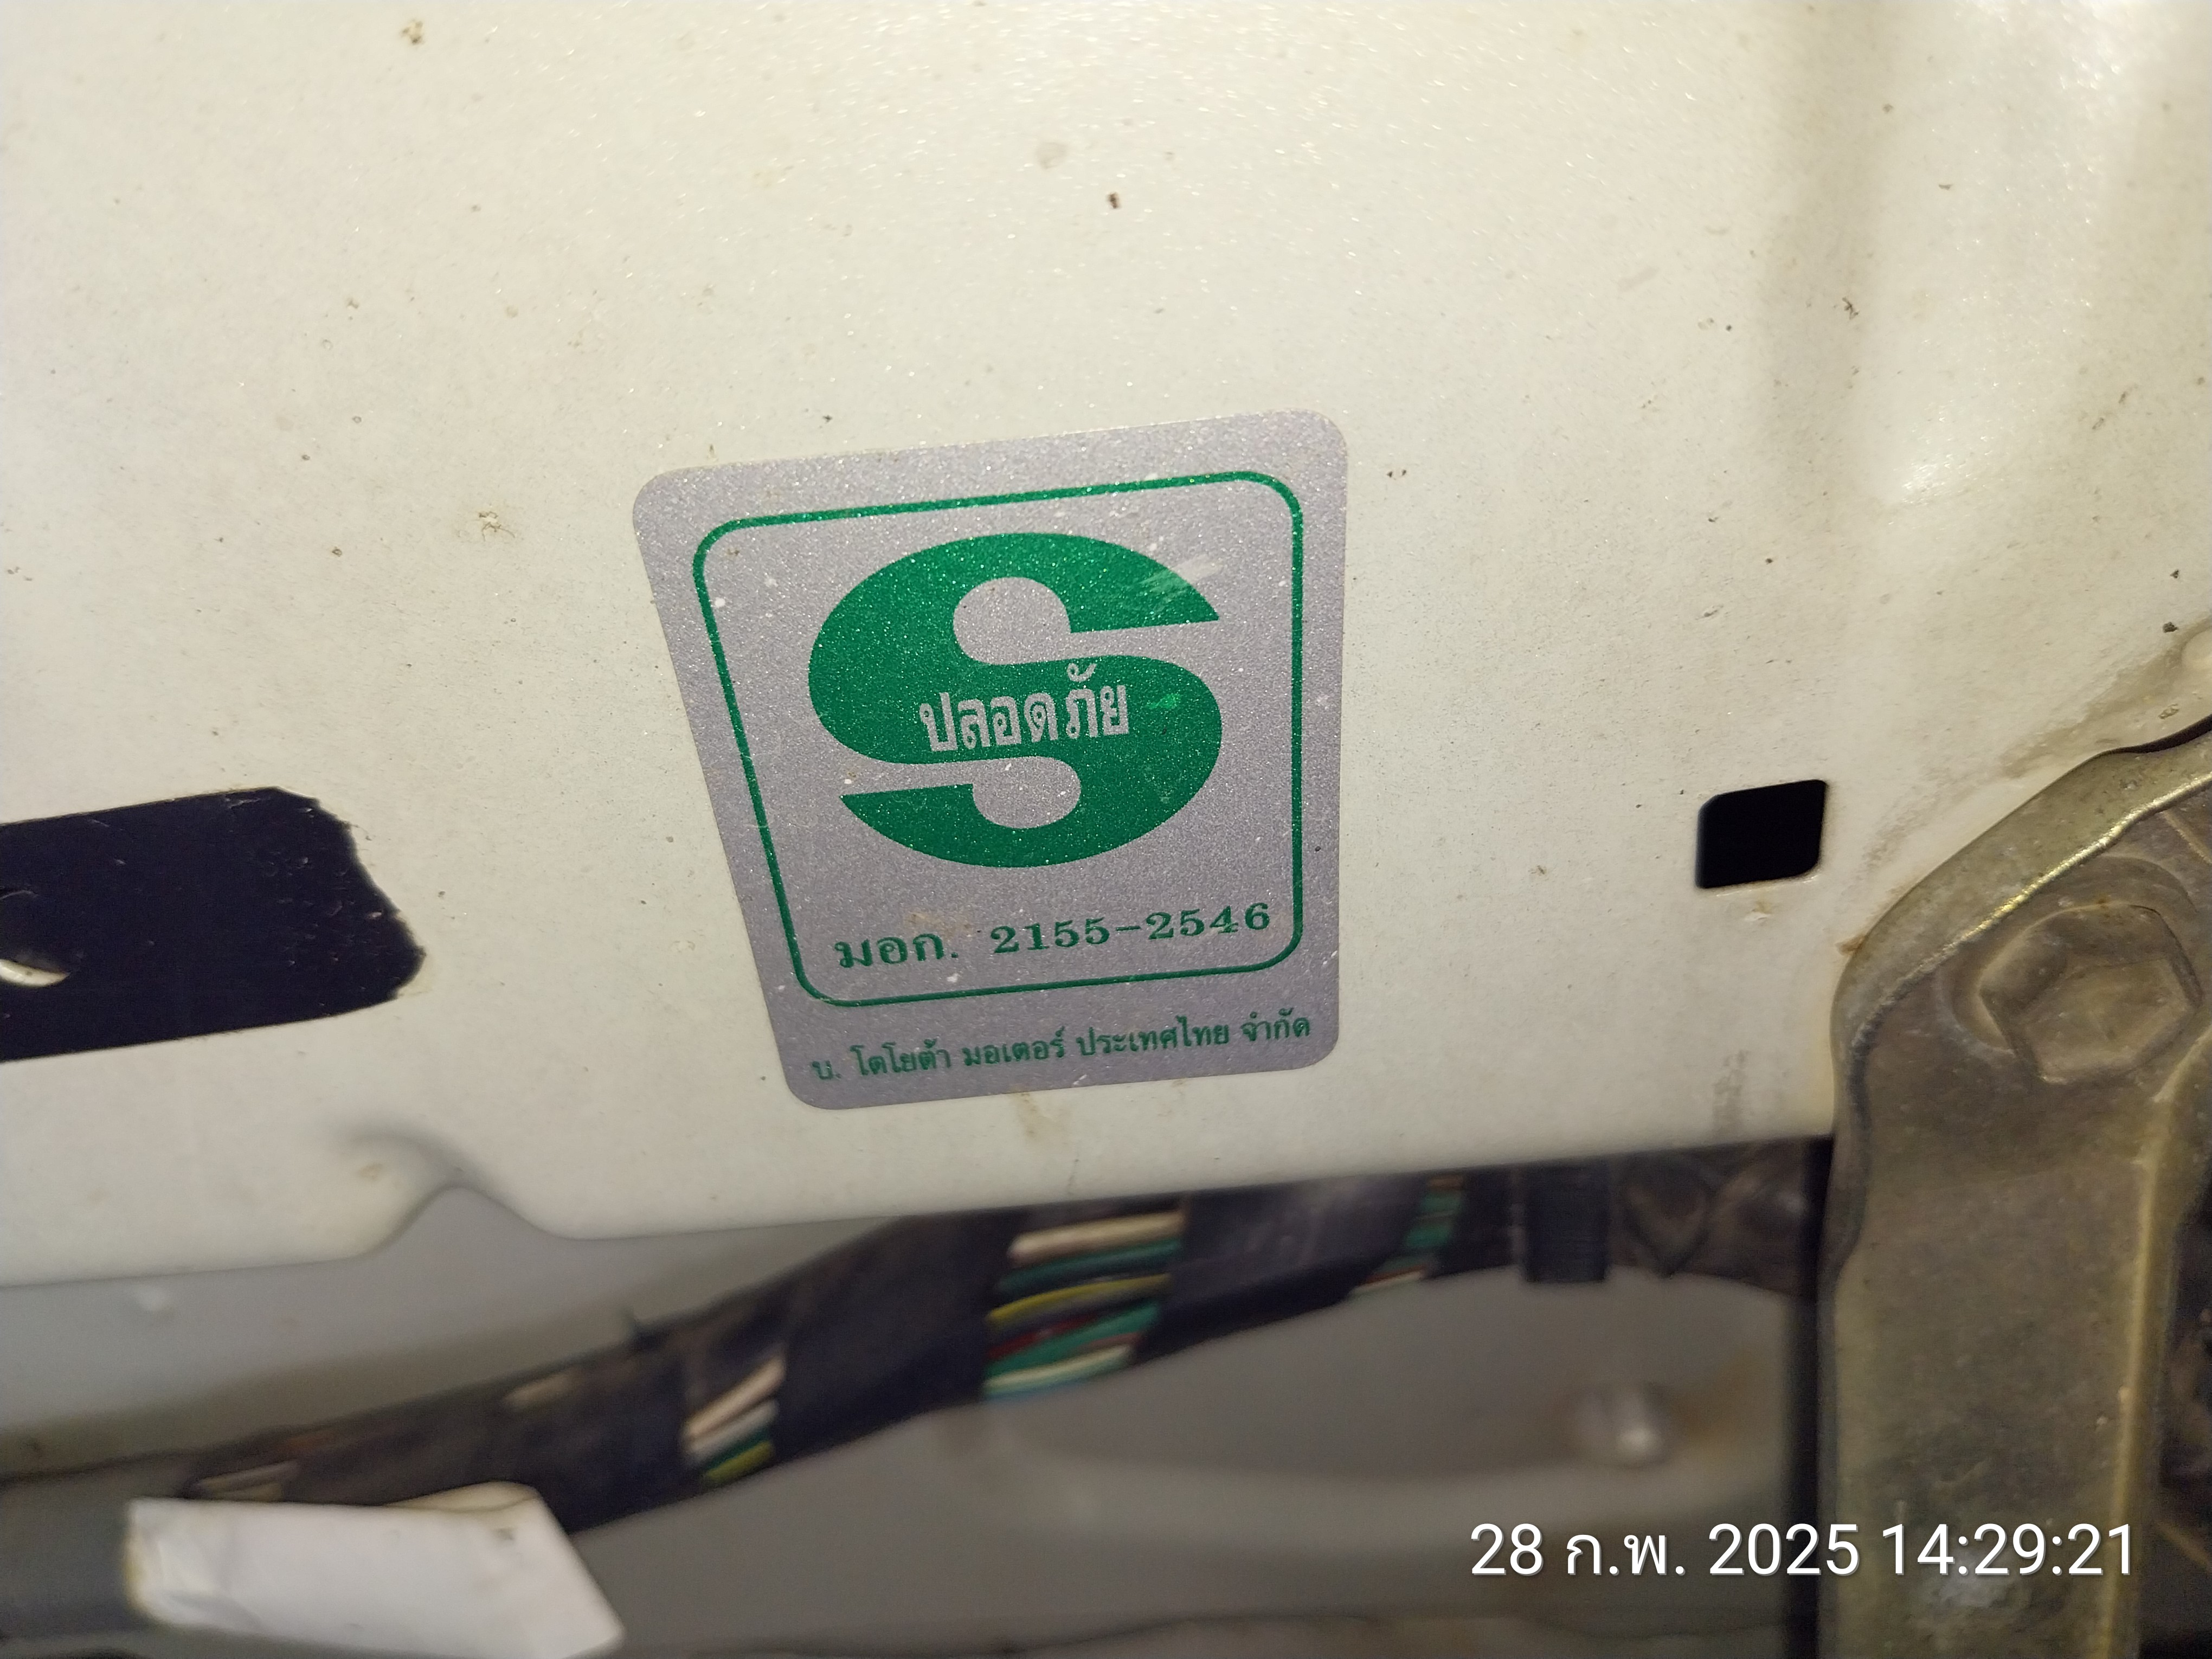 S
ปลอดภัย
มอก. 2155-2546
บ. โตโยต้า มอเตอร์ ประเทศไทย จำกัด
28 ก.พ. 2025 14:29:21